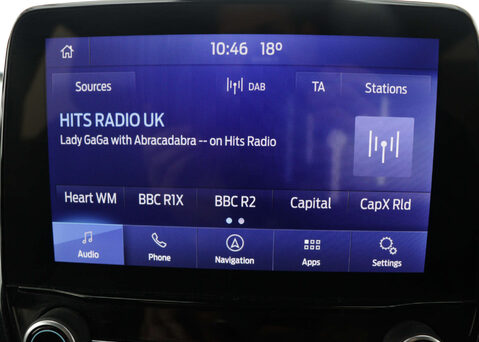 10:46 18°
Sources DAB TA Stations
HITS RADIO UK
Lady GaGa with Abracadabra -- on Hits Radio
Heart WM BBC R1X BBC R2 Capital CapX Rld
Audio Phone Navigation Apps Settings